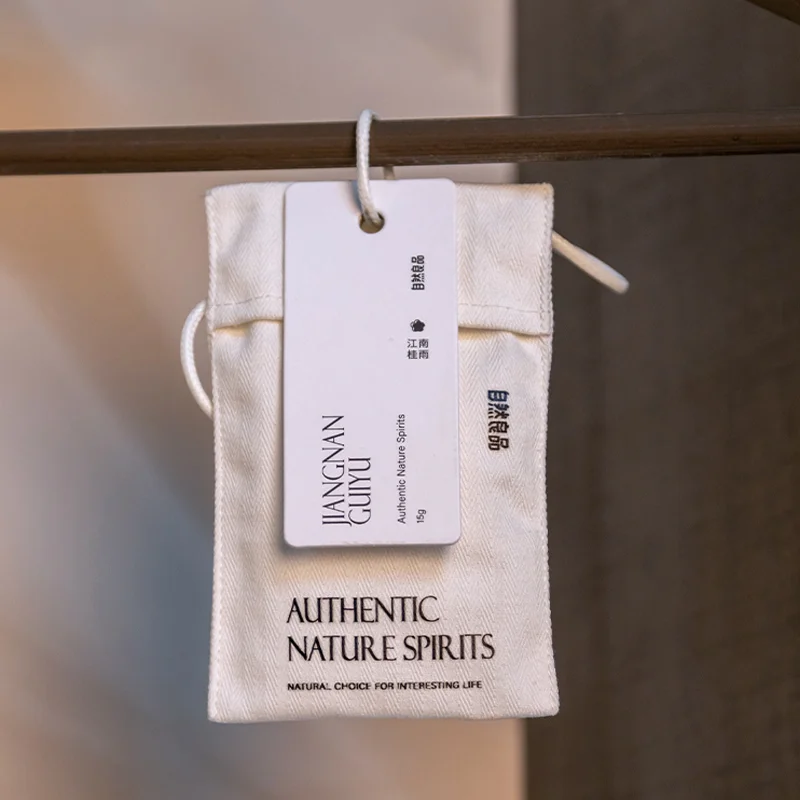 自然良品
江南
桂雨
JIANGNAN
GUIYU
Authentic Nature Spirits
15g
自然良品
AUTHENTIC
NATURE SPIRITS
NATURAL CHOICE FOR INTERESTING LIFE